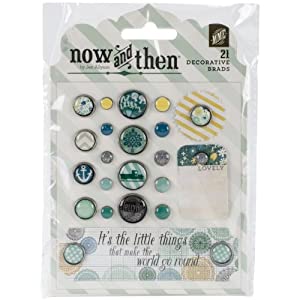 now and then
21
DECORATIVE
BRADS
LOVELY
It's the little things
that make the
world go round